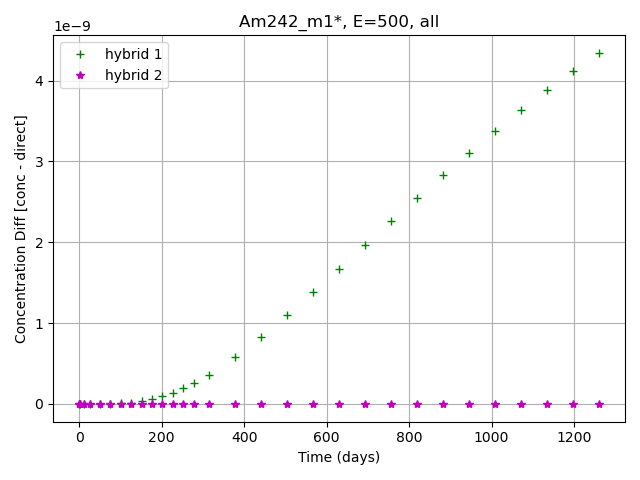 Am242_m1*, E=500, all
1e−9
hybrid 1
hybrid 2
4
3
2
1
0
Concentration Diff [conc - direct]
0 200 400 600 800 1000 1200
Time (days)